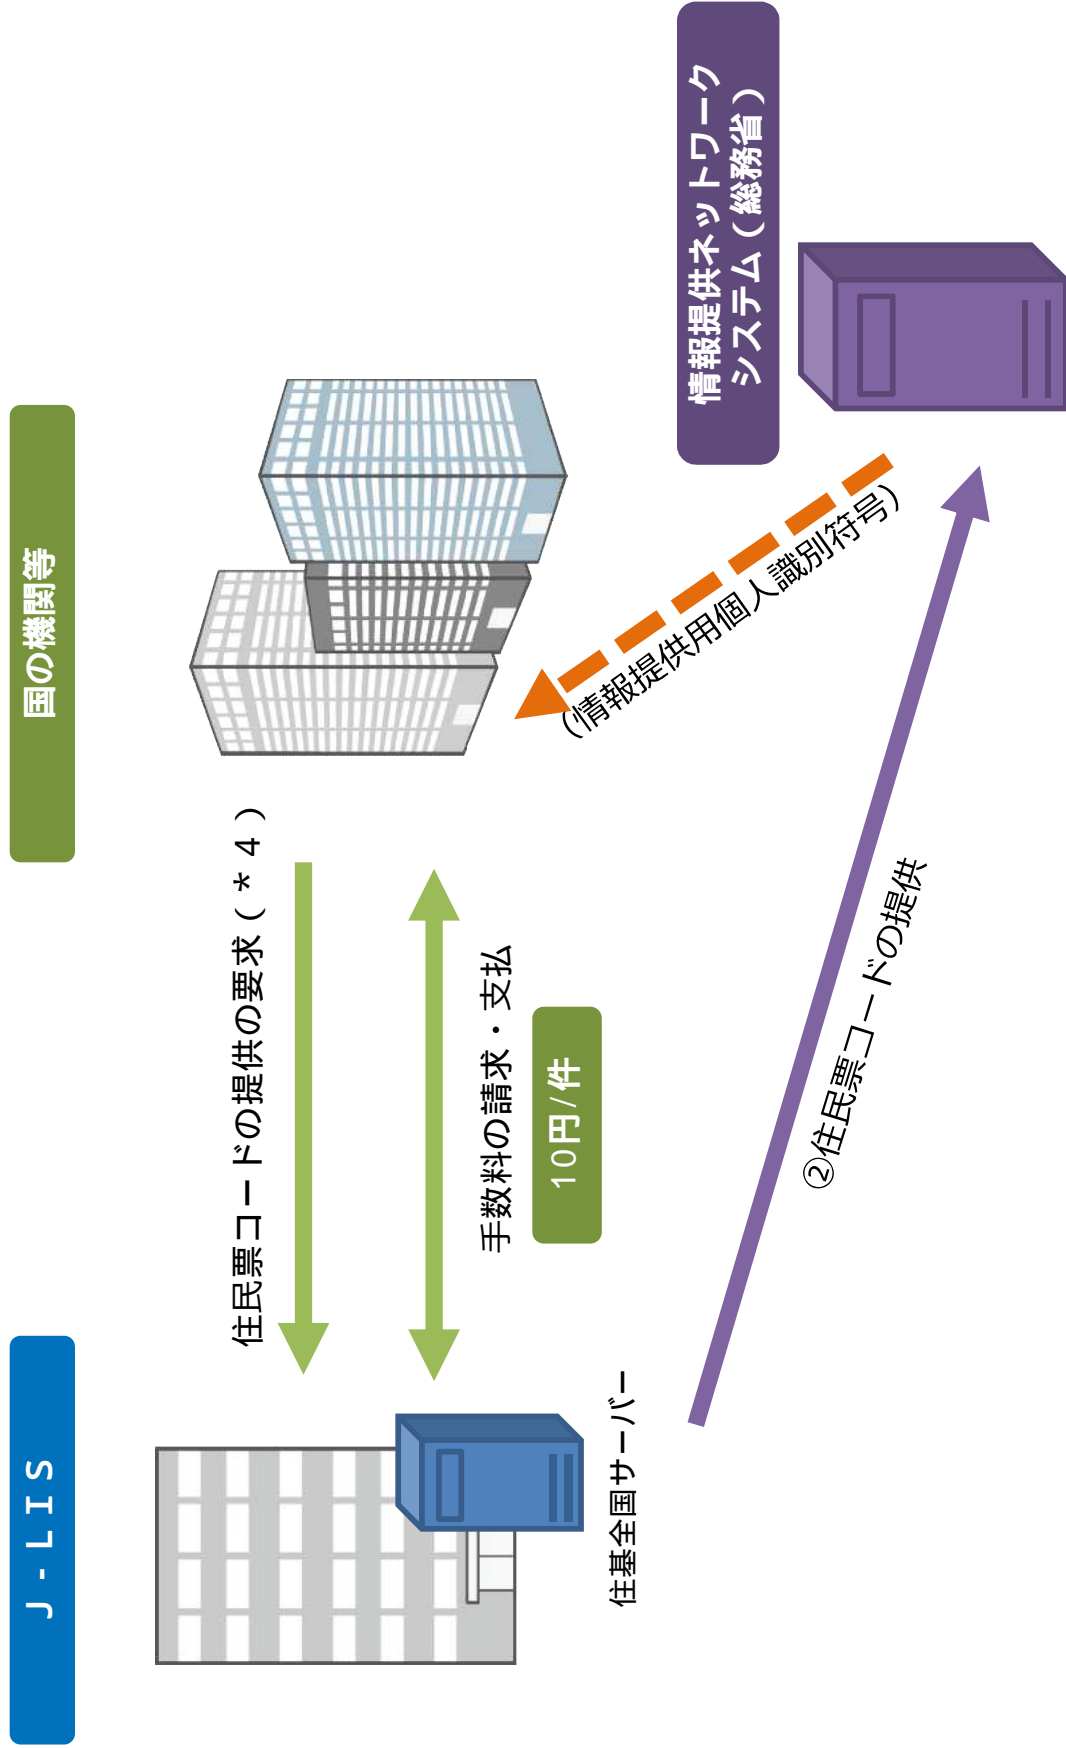 J-LIS
国の機関等
住民票コードの提供の要求(*4)
手数料の請求・支払
10円/件
住基全国サーバー
情報提供ネットワーク
システム(総務省)
(情報提供用個人識別符号)
②住民票コードの提供